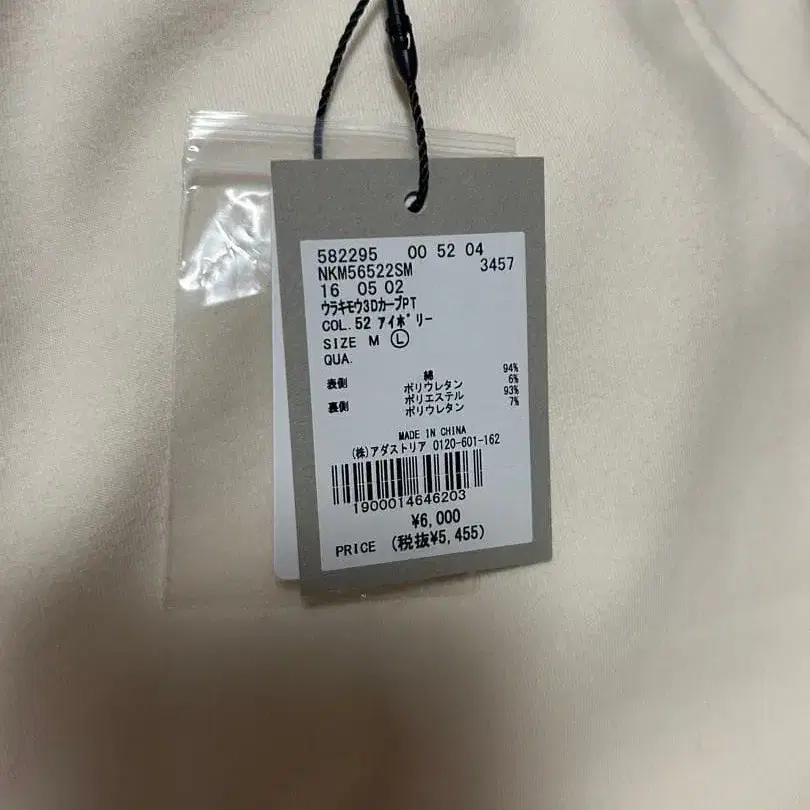 582295 00 52 04
NKM56522SM 3457
16 05 02
ウラキモウ3DカーブPT
COL.52 アイボリー
SIZE M Ⓛ
QUA.
表側 綿 94%
ポリウレタン 6%
裏側 ポリエステル 93%
ポリウレタン 7%
MADE IN CHINA
(株)アダストリア 0120-601-162
1900014646203
¥6,000
PRICE (税抜¥5,455)